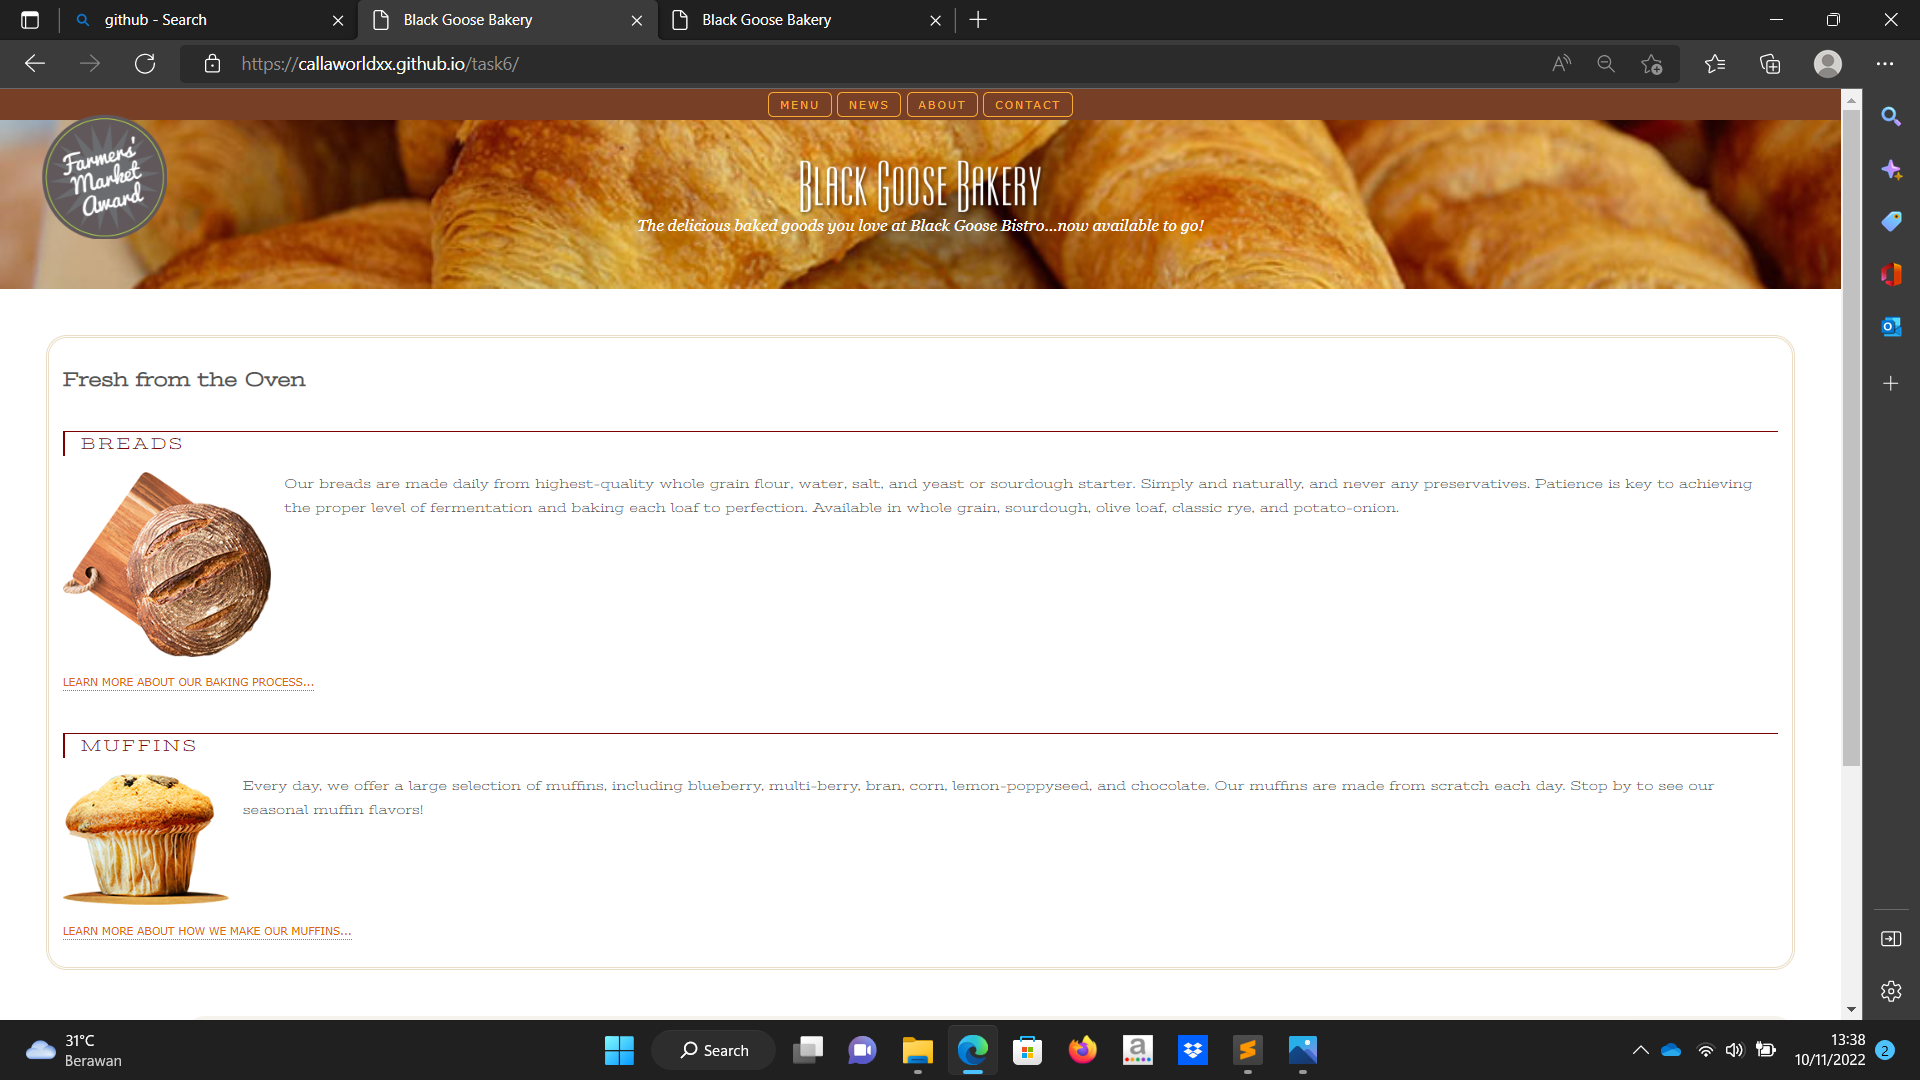 github - Search
Black Goose Bakery
Black Goose Bakery
https://callaworldxx.github.io/task6/
MENU NEWS ABOUT CONTACT
Farmers'
Market
Award
BLACK GOOSE BAKERY
The delicious baked goods you love at Black Goose Bistro...now available to go!
Fresh from the Oven
BREADS
Our breads are made daily from highest-quality whole grain flour, water, salt, and yeast or sourdough starter. Simply and naturally, and never any preservatives. Patience is key to achieving
the proper level of fermentation and baking each loaf to perfection. Available in whole grain, sourdough, olive loaf, classic rye, and potato-onion.
LEARN MORE ABOUT OUR BAKING PROCESS...
MUFFINS
Every day, we offer a large selection of muffins, including blueberry, multi-berry, bran, corn, lemon-poppyseed, and chocolate. Our muffins are made from scratch each day. Stop by to see our
seasonal muffin flavors!
LEARN MORE ABOUT HOW WE MAKE OUR MUFFINS...
31°C
Berawan
Search
13:38
10/11/2022
2